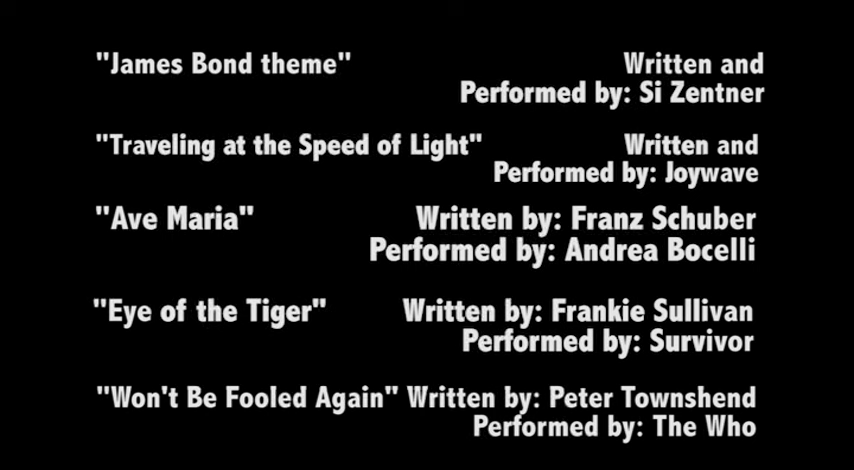 "James Bond theme" Written and
Performed by: Si Zentner
"Traveling at the Speed of Light" Written and
Performed by: Joywave
"Ave Maria" Written by: Franz Schuber
Performed by: Andrea Bocelli
"Eye of the Tiger" Written by: Frankie Sullivan
Performed by: Survivor
"Won't Be Fooled Again" Written by: Peter Townshend
Performed by: The Who